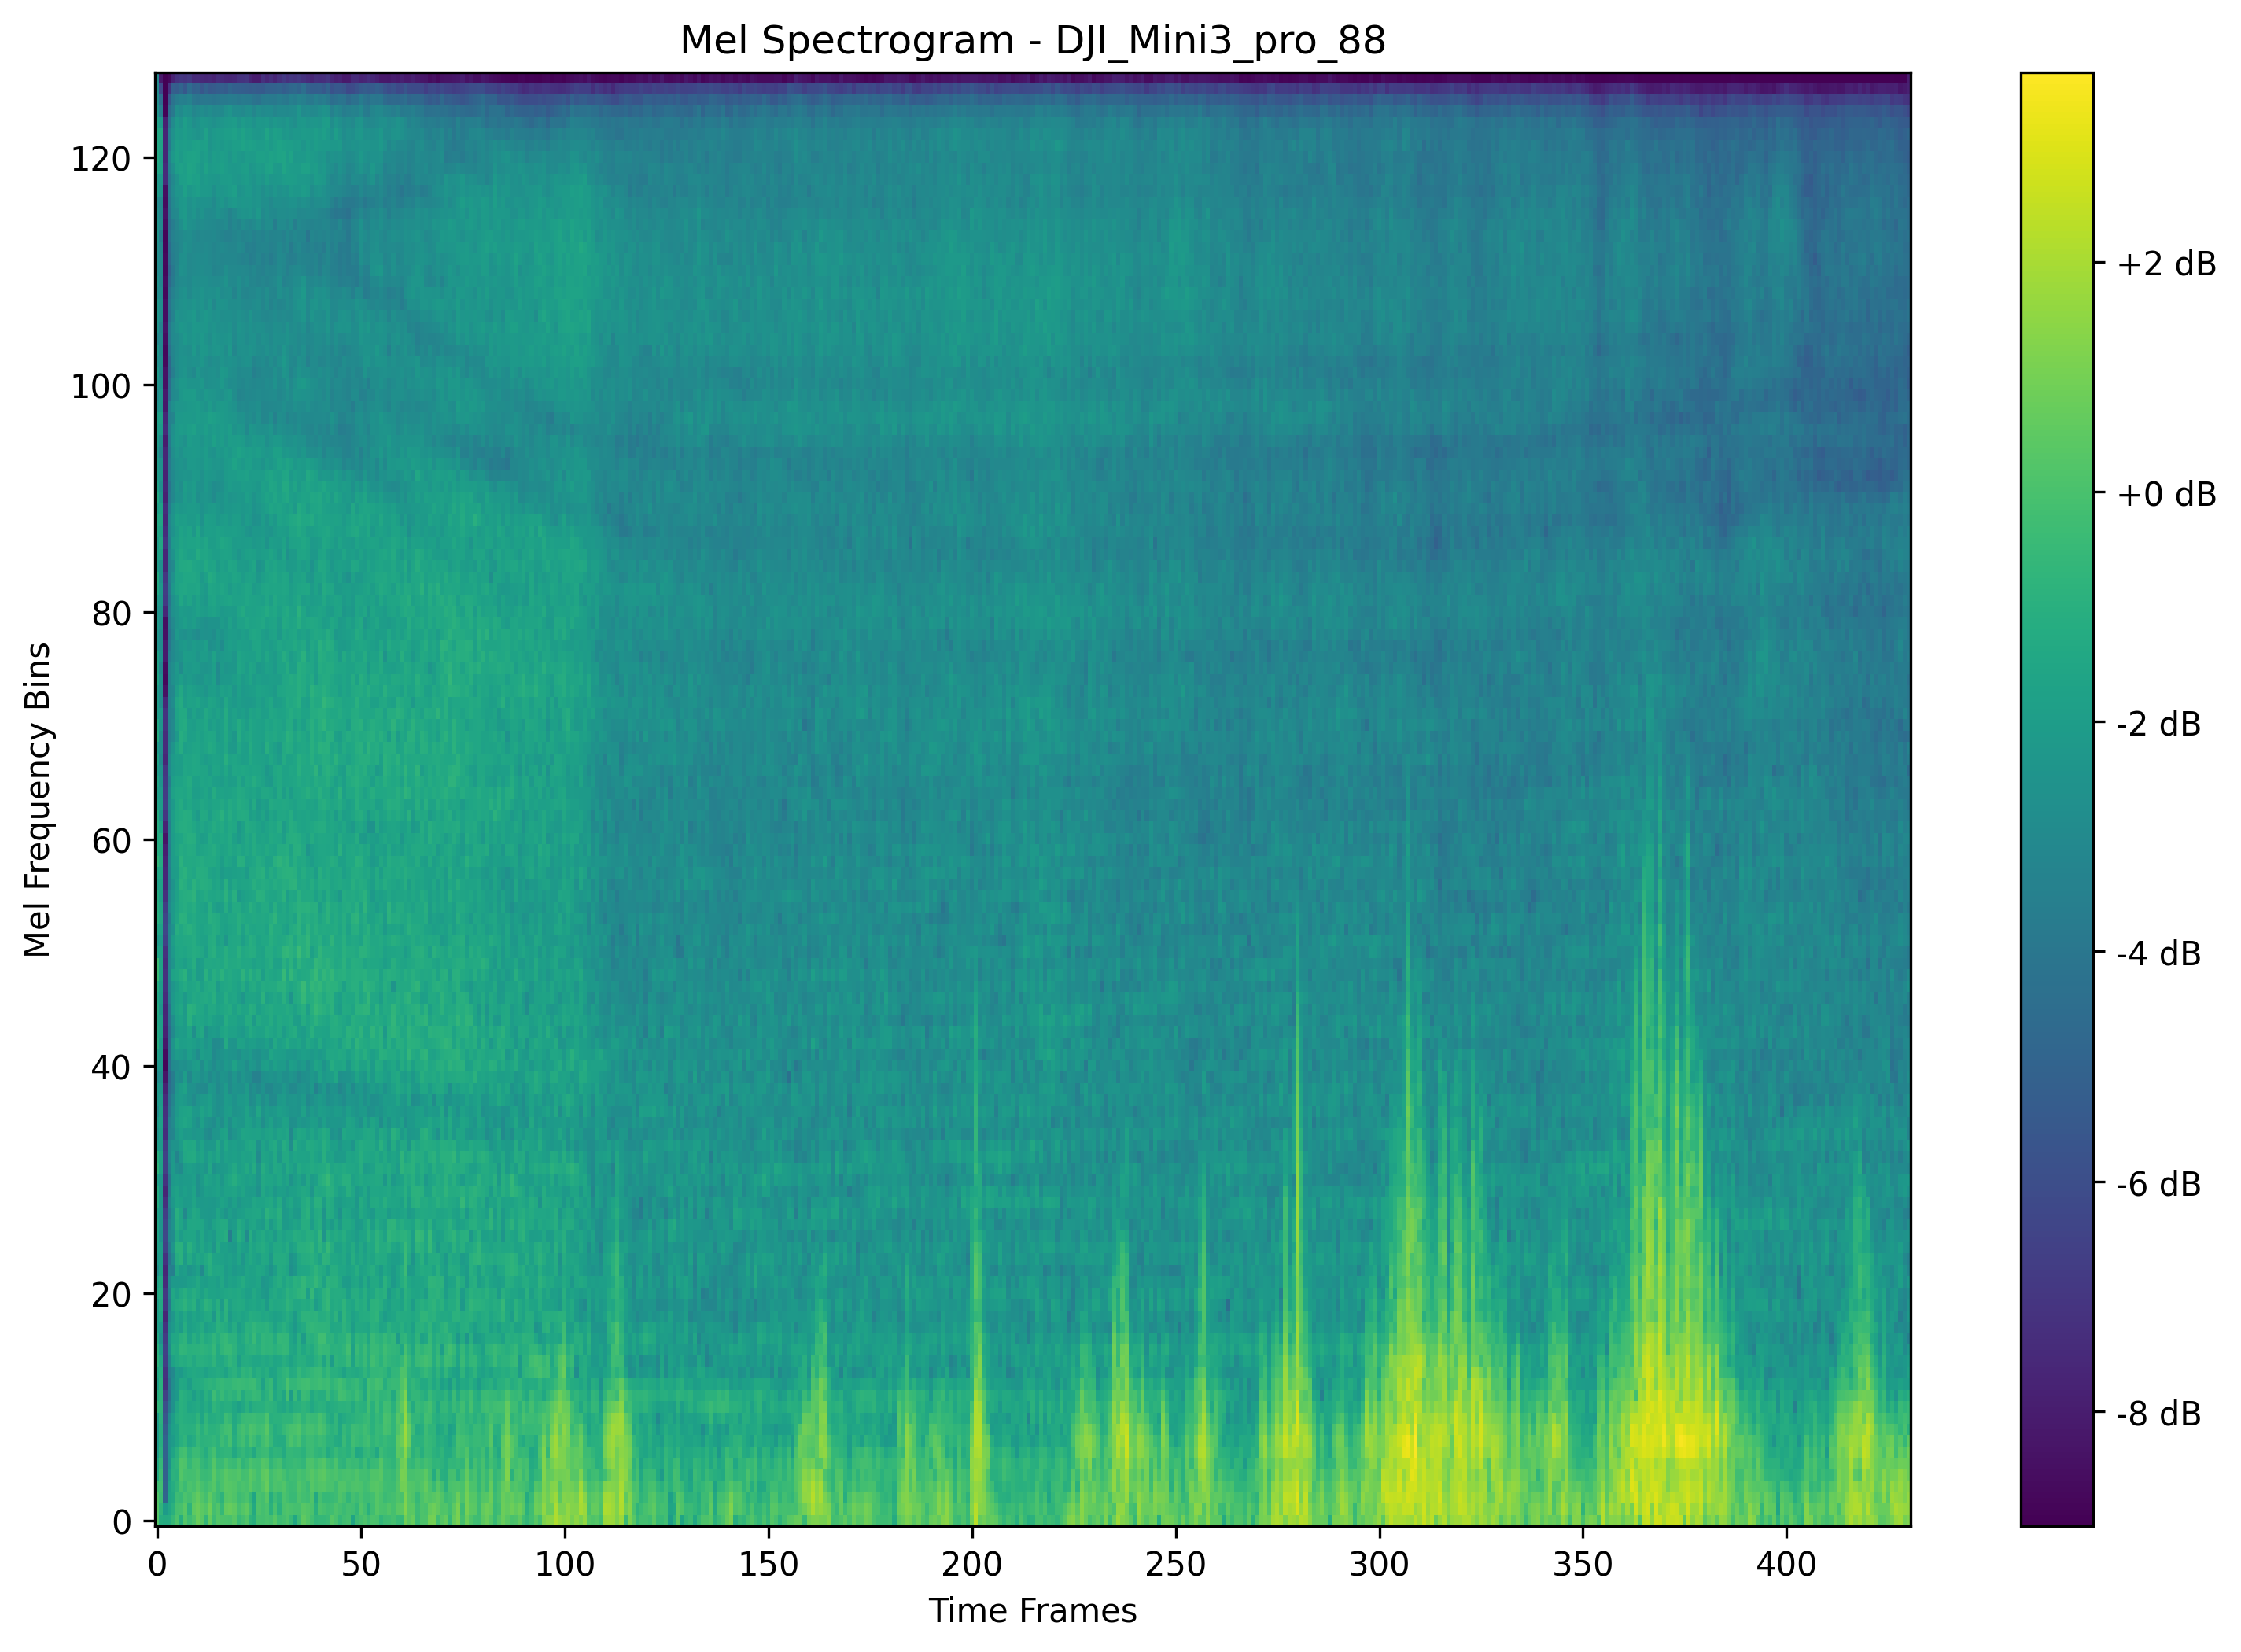 Mel Spectrogram - DJI_Mini3_pro_88
Mel Frequency Bins
120
100
80
60
40
20
0
0 50 100 150 200 250 300 350 400
Time Frames
+2 dB
+0 dB
-2 dB
-4 dB
-6 dB
-8 dB